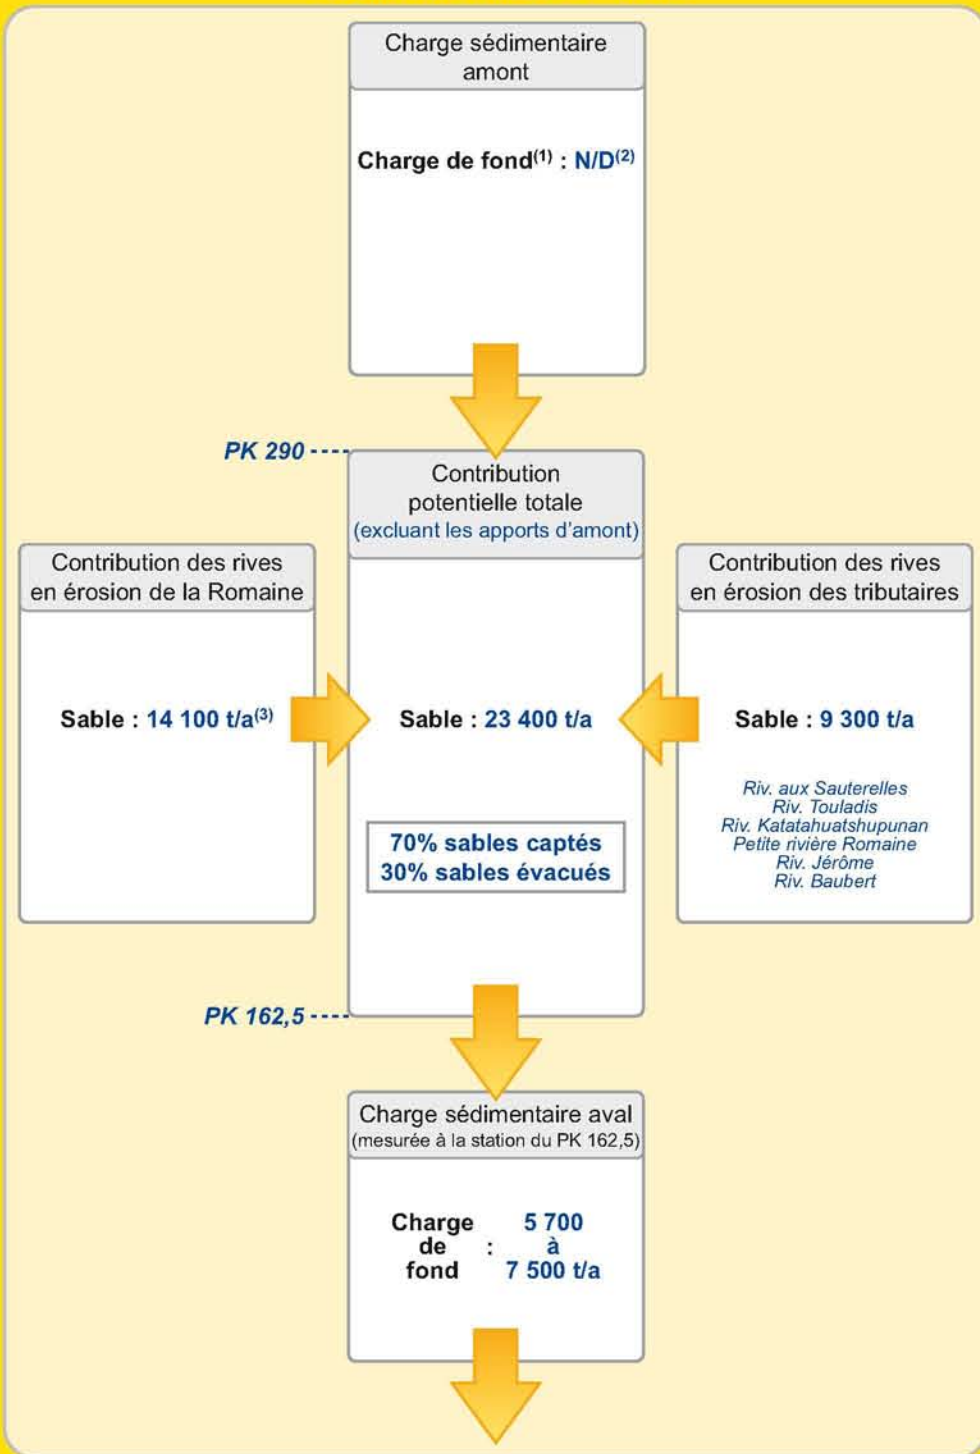 Charge sédimentaire
amont
Charge de fond(1) : N/D(2)
PK 290
Contribution
potentielle totale
(excluant les apports d'amont)
Contribution des rives
en érosion de la Romaine
Contribution des rives
en érosion des tributaires
Sable : 14 100 t/a(3)
Sable : 23 400 t/a
Sable : 9 300 t/a
Riv. aux Sauterelles
Riv. Touladis
Riv. Katatahuatshupunan
Petite rivière Romaine
Riv. Jérôme
Riv. Baubert
70% sables captés
30% sables évacués
PK 162,5
Charge sédimentaire aval
(mesurée à la station du PK 162,5)
Charge 5 700
de : à
fond 7 500 t/a